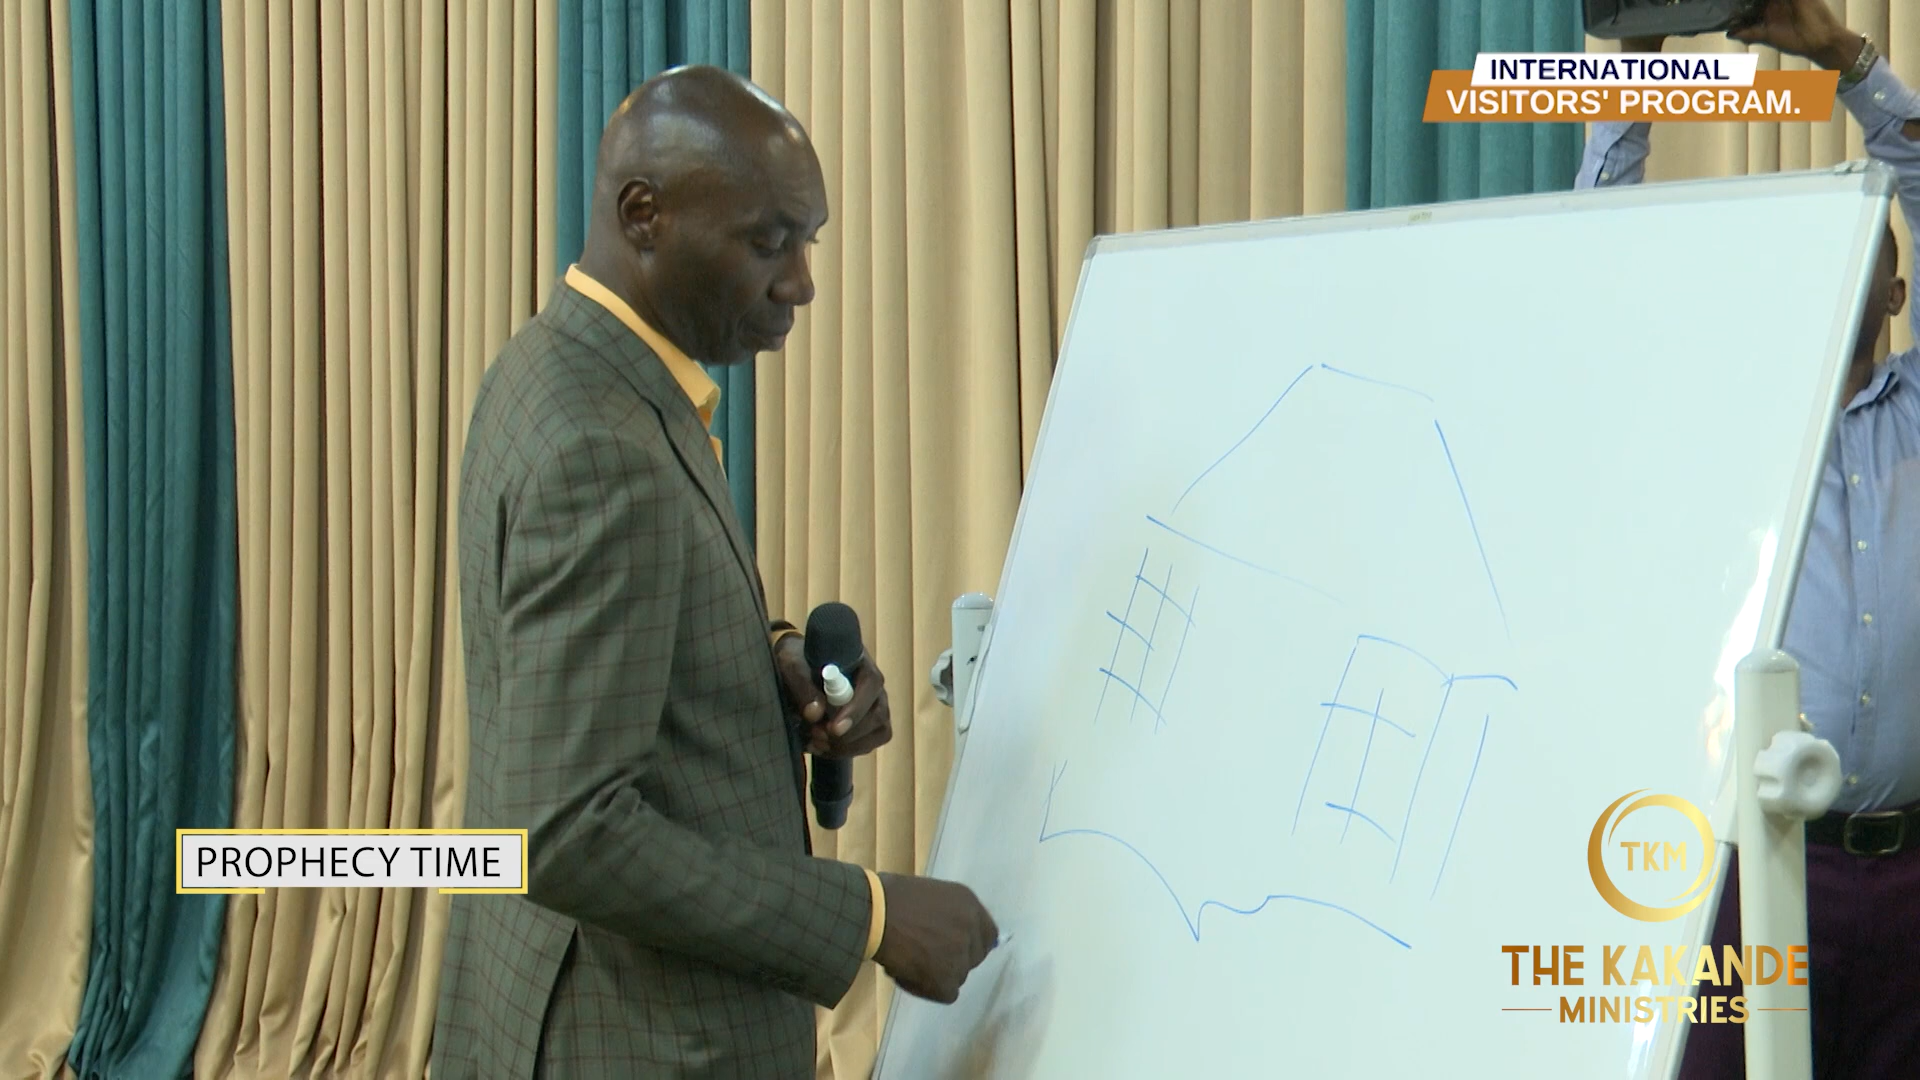 INTERNATIONAL
VISITORS' PROGRAM.
PROPHECY TIME
TKM
THE KAKANDE
MINISTRIES